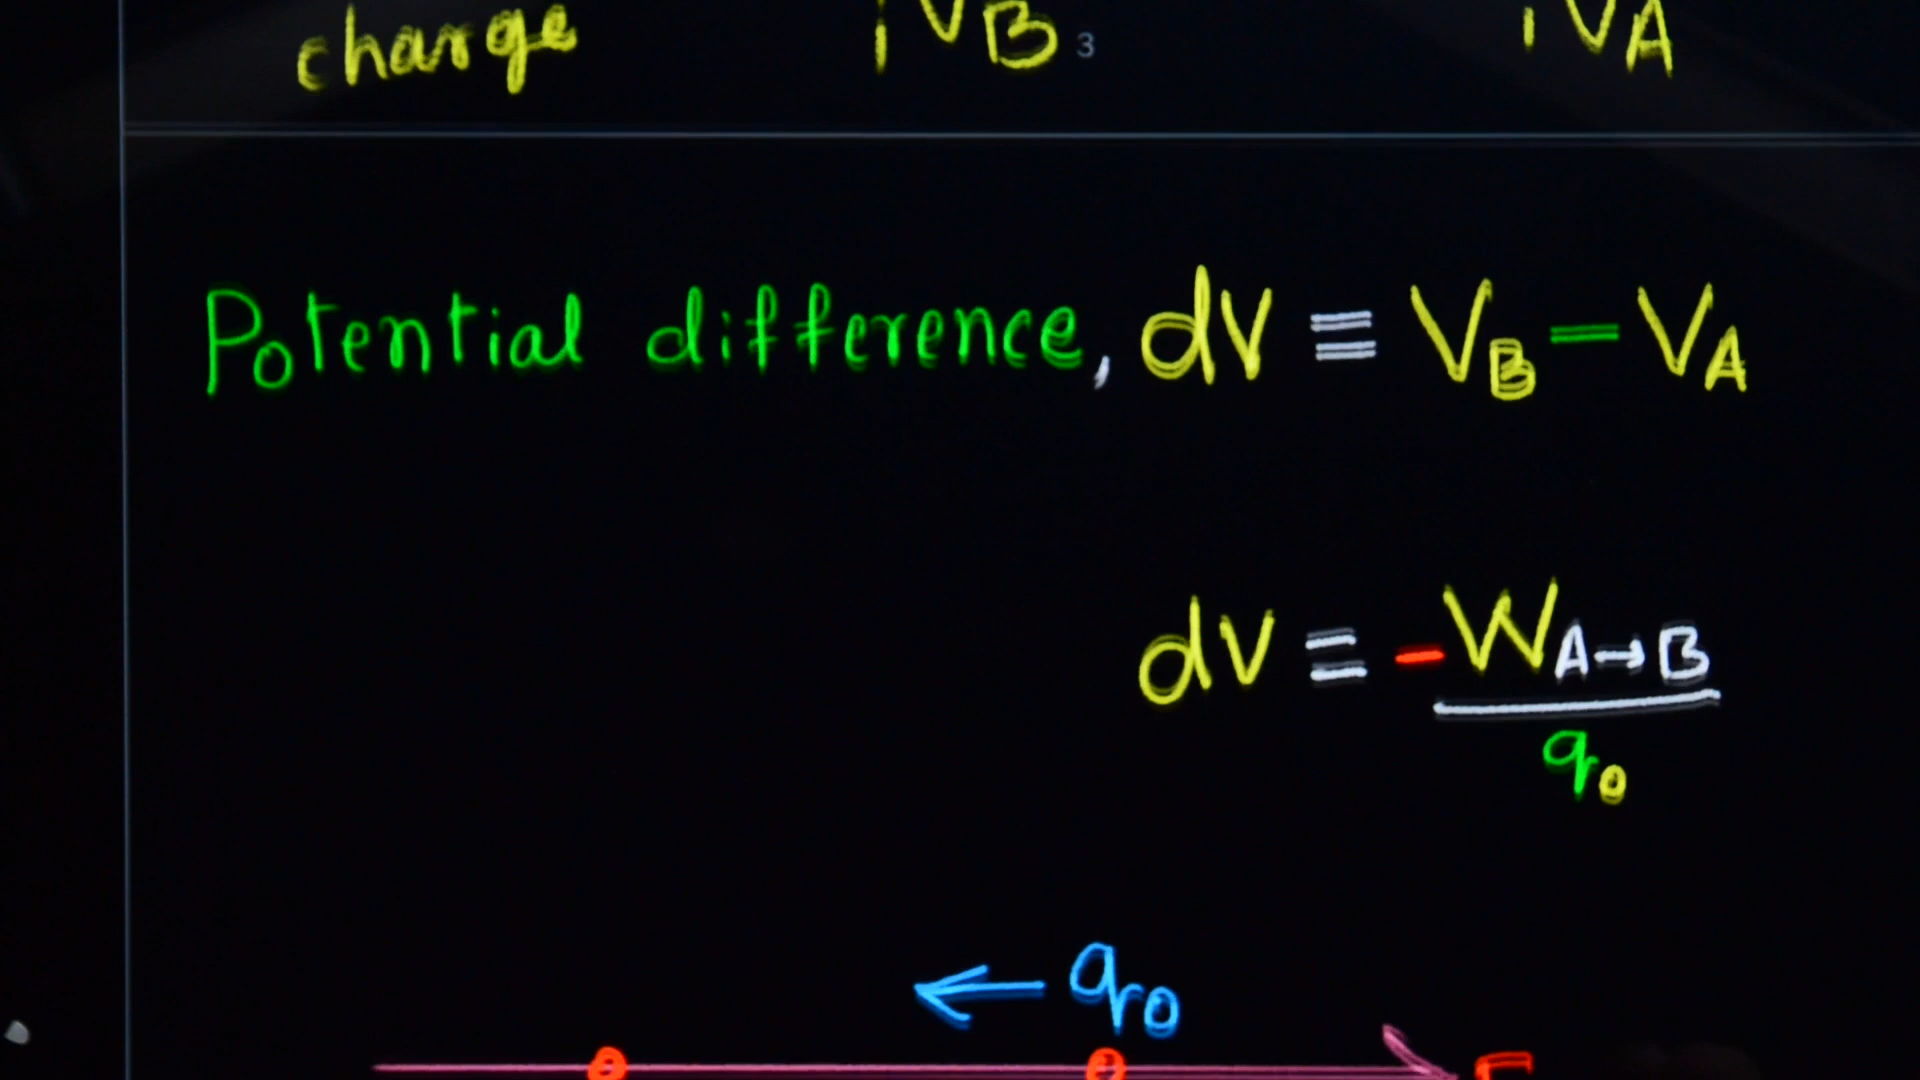 charge VB 3 VA
Potential difference, dV ≡ VB - VA
dV = -WA→B
q0
← q0